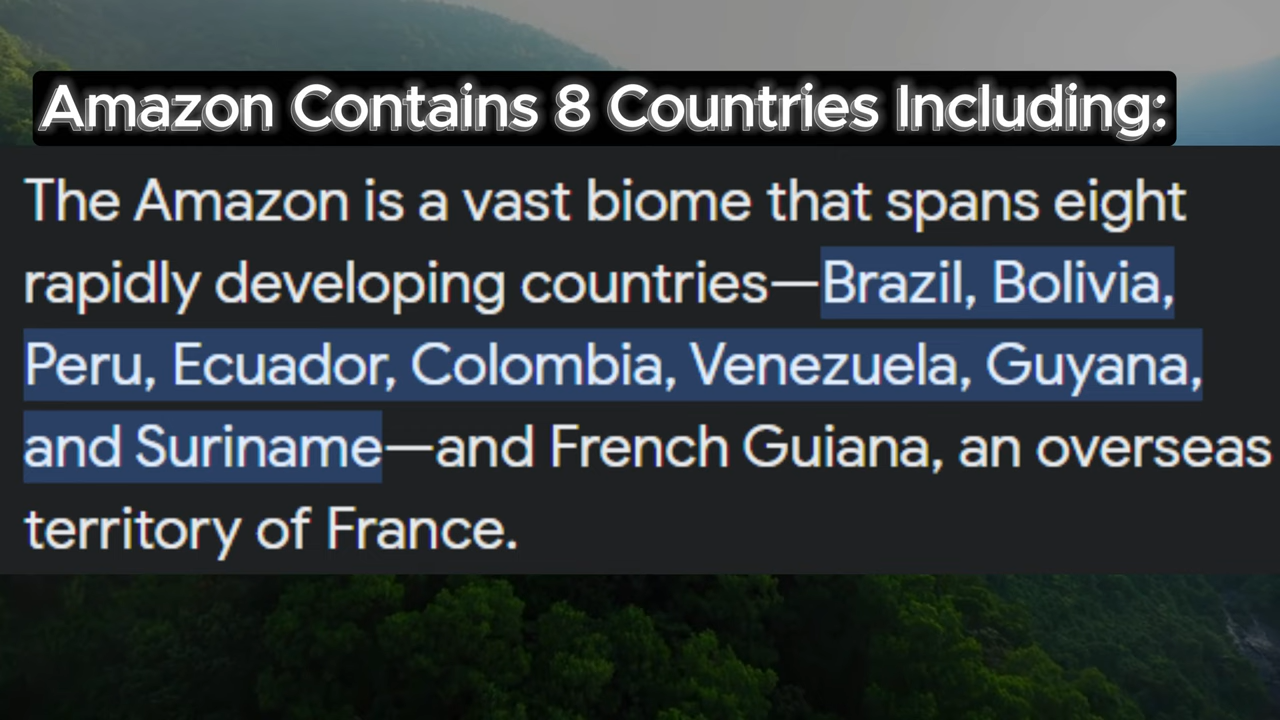 Amazon Contains 8 Countries Including:
The Amazon is a vast biome that spans eight
rapidly developing countries—Brazil, Bolivia,
Peru, Ecuador, Colombia, Venezuela, Guyana,
and Suriname—and French Guiana, an overseas
territory of France.